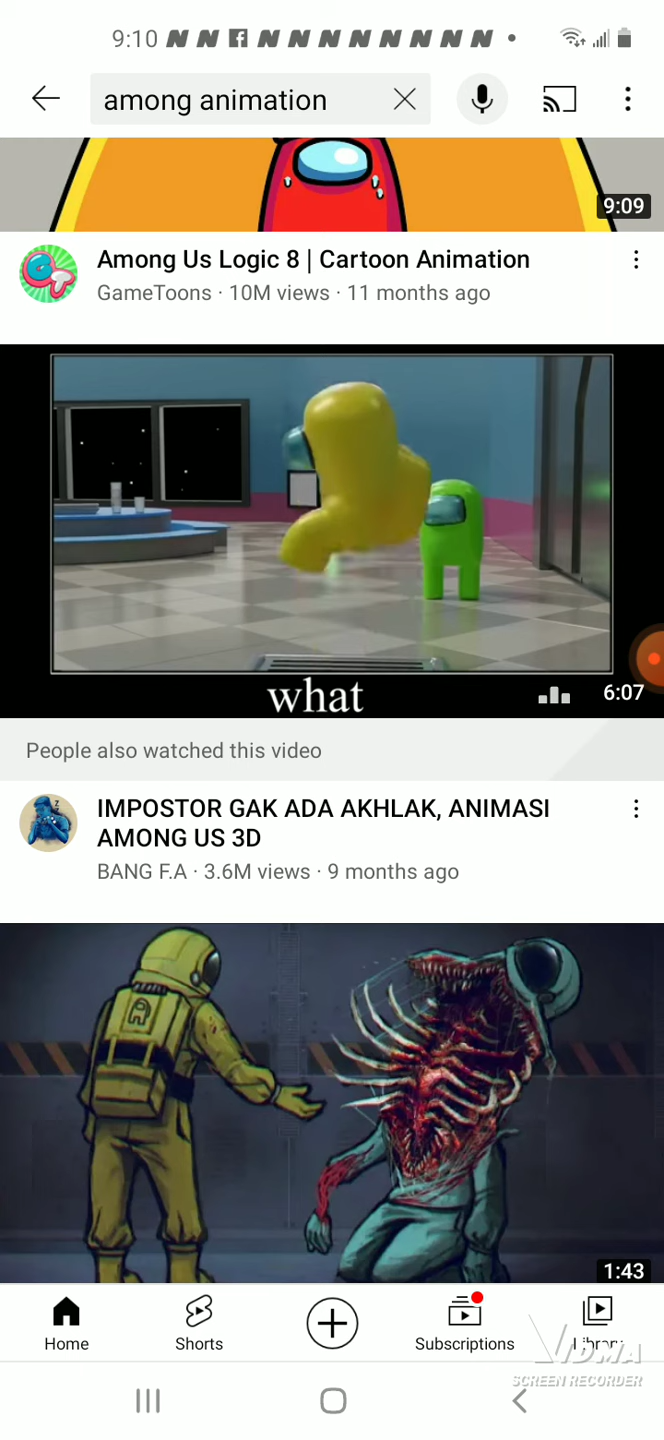 9:10
among animation
9:09
Among Us Logic 8 | Cartoon Animation
GameToons · 10M views · 11 months ago
what
6:07
People also watched this video
IMPOSTOR GAK ADA AKHLAK, ANIMASI
AMONG US 3D
BANG F.A · 3.6M views · 9 months ago
1:43
Home
Shorts
Subscriptions
Library
VIDMA
SCREEN RECORDER